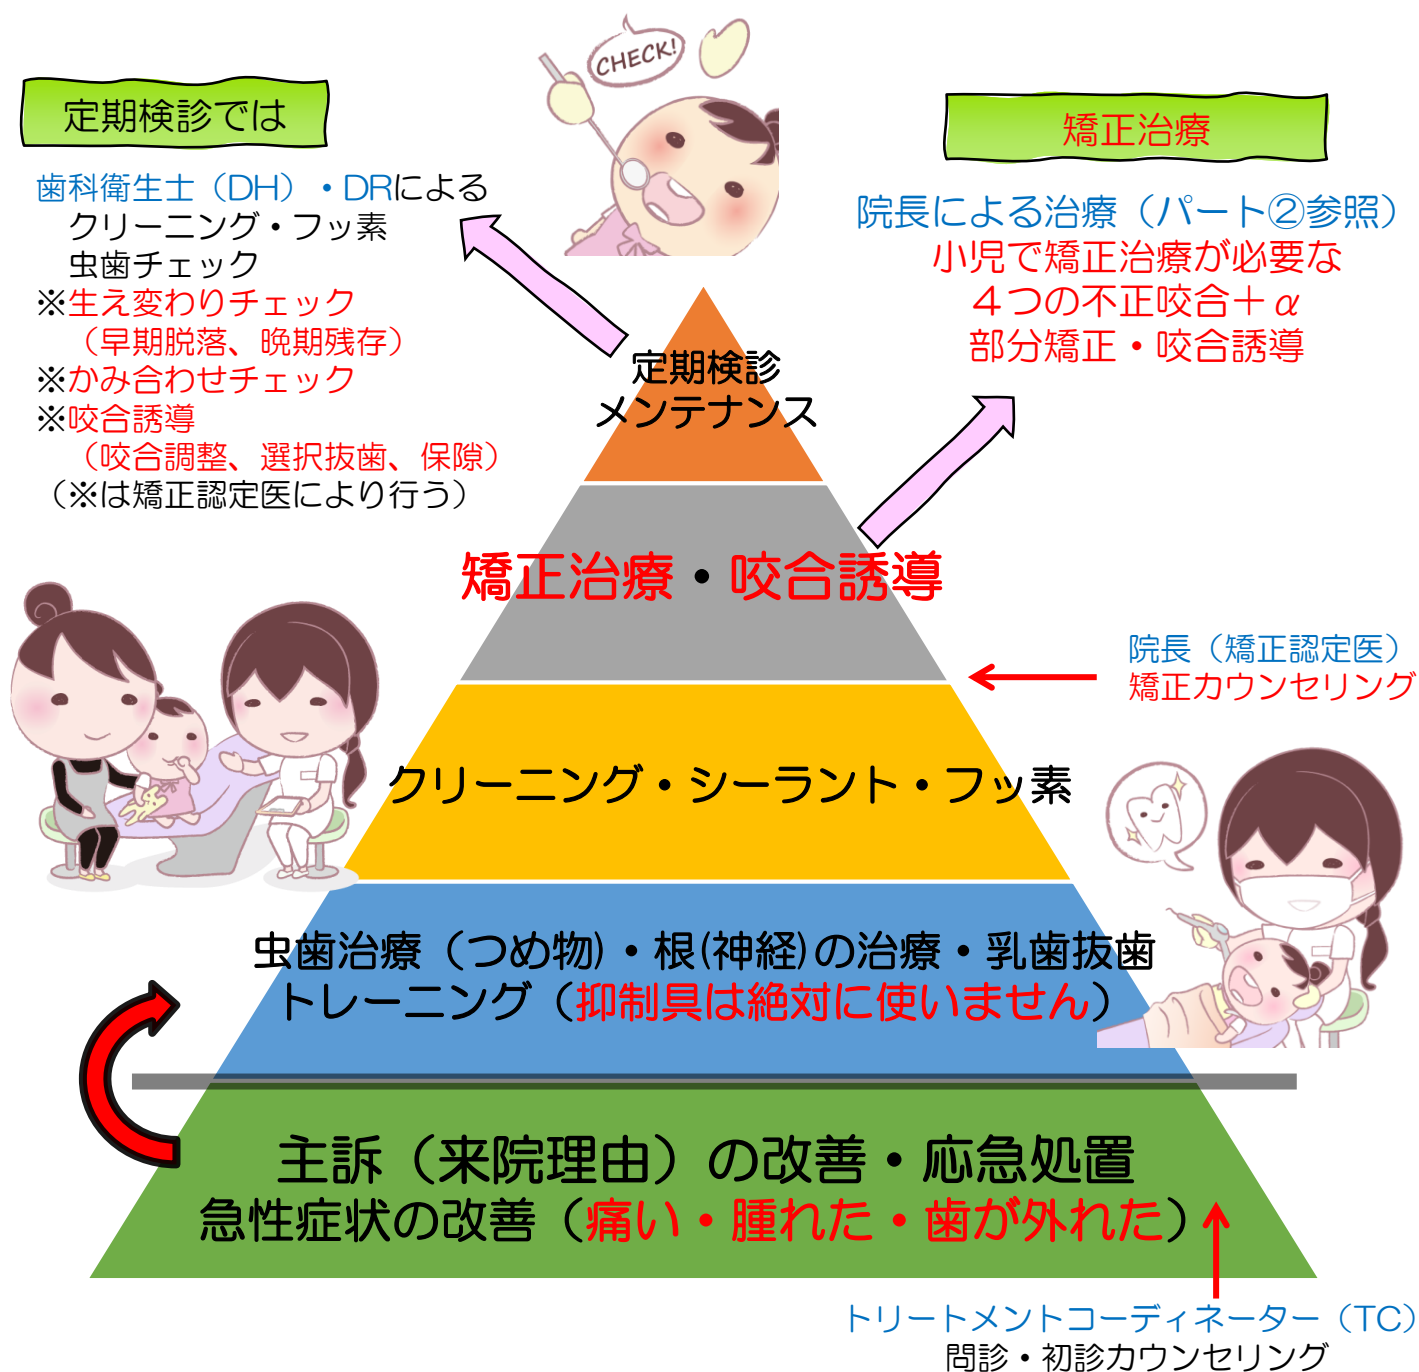 CHECK!
定期検診では
歯科衛生士（DH）・DRによる
クリーニング・フッ素
虫歯チェック
※生え変わりチェック
（早期脱落、晩期残存）
※かみ合わせチェック
※咬合誘導
（咬合調整、選択抜歯、保隙）
（※は矯正認定医により行う）
矯正治療
院長による治療（パート②参照）
小児で矯正治療が必要な
４つの不正咬合＋α
部分矯正・咬合誘導
定期検診
メンテナンス
矯正治療・咬合誘導
院長（矯正認定医）
矯正カウンセリング
クリーニング・シーラント・フッ素
虫歯治療（つめ物)・根(神経)の治療・乳歯抜歯
トレーニング（抑制具は絶対に使いません）
主訴（来院理由）の改善・応急処置
急性症状の改善（痛い・腫れた・歯が外れた）
トリートメントコーディネーター（TC）
問診・初診カウンセリング